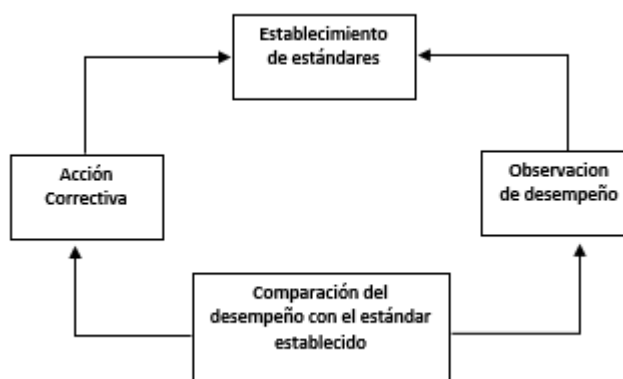 Establecimiento
de estándares
Acción
Correctiva
Observacion
de desempeño
Comparación del
desempeño con el estándar
establecido